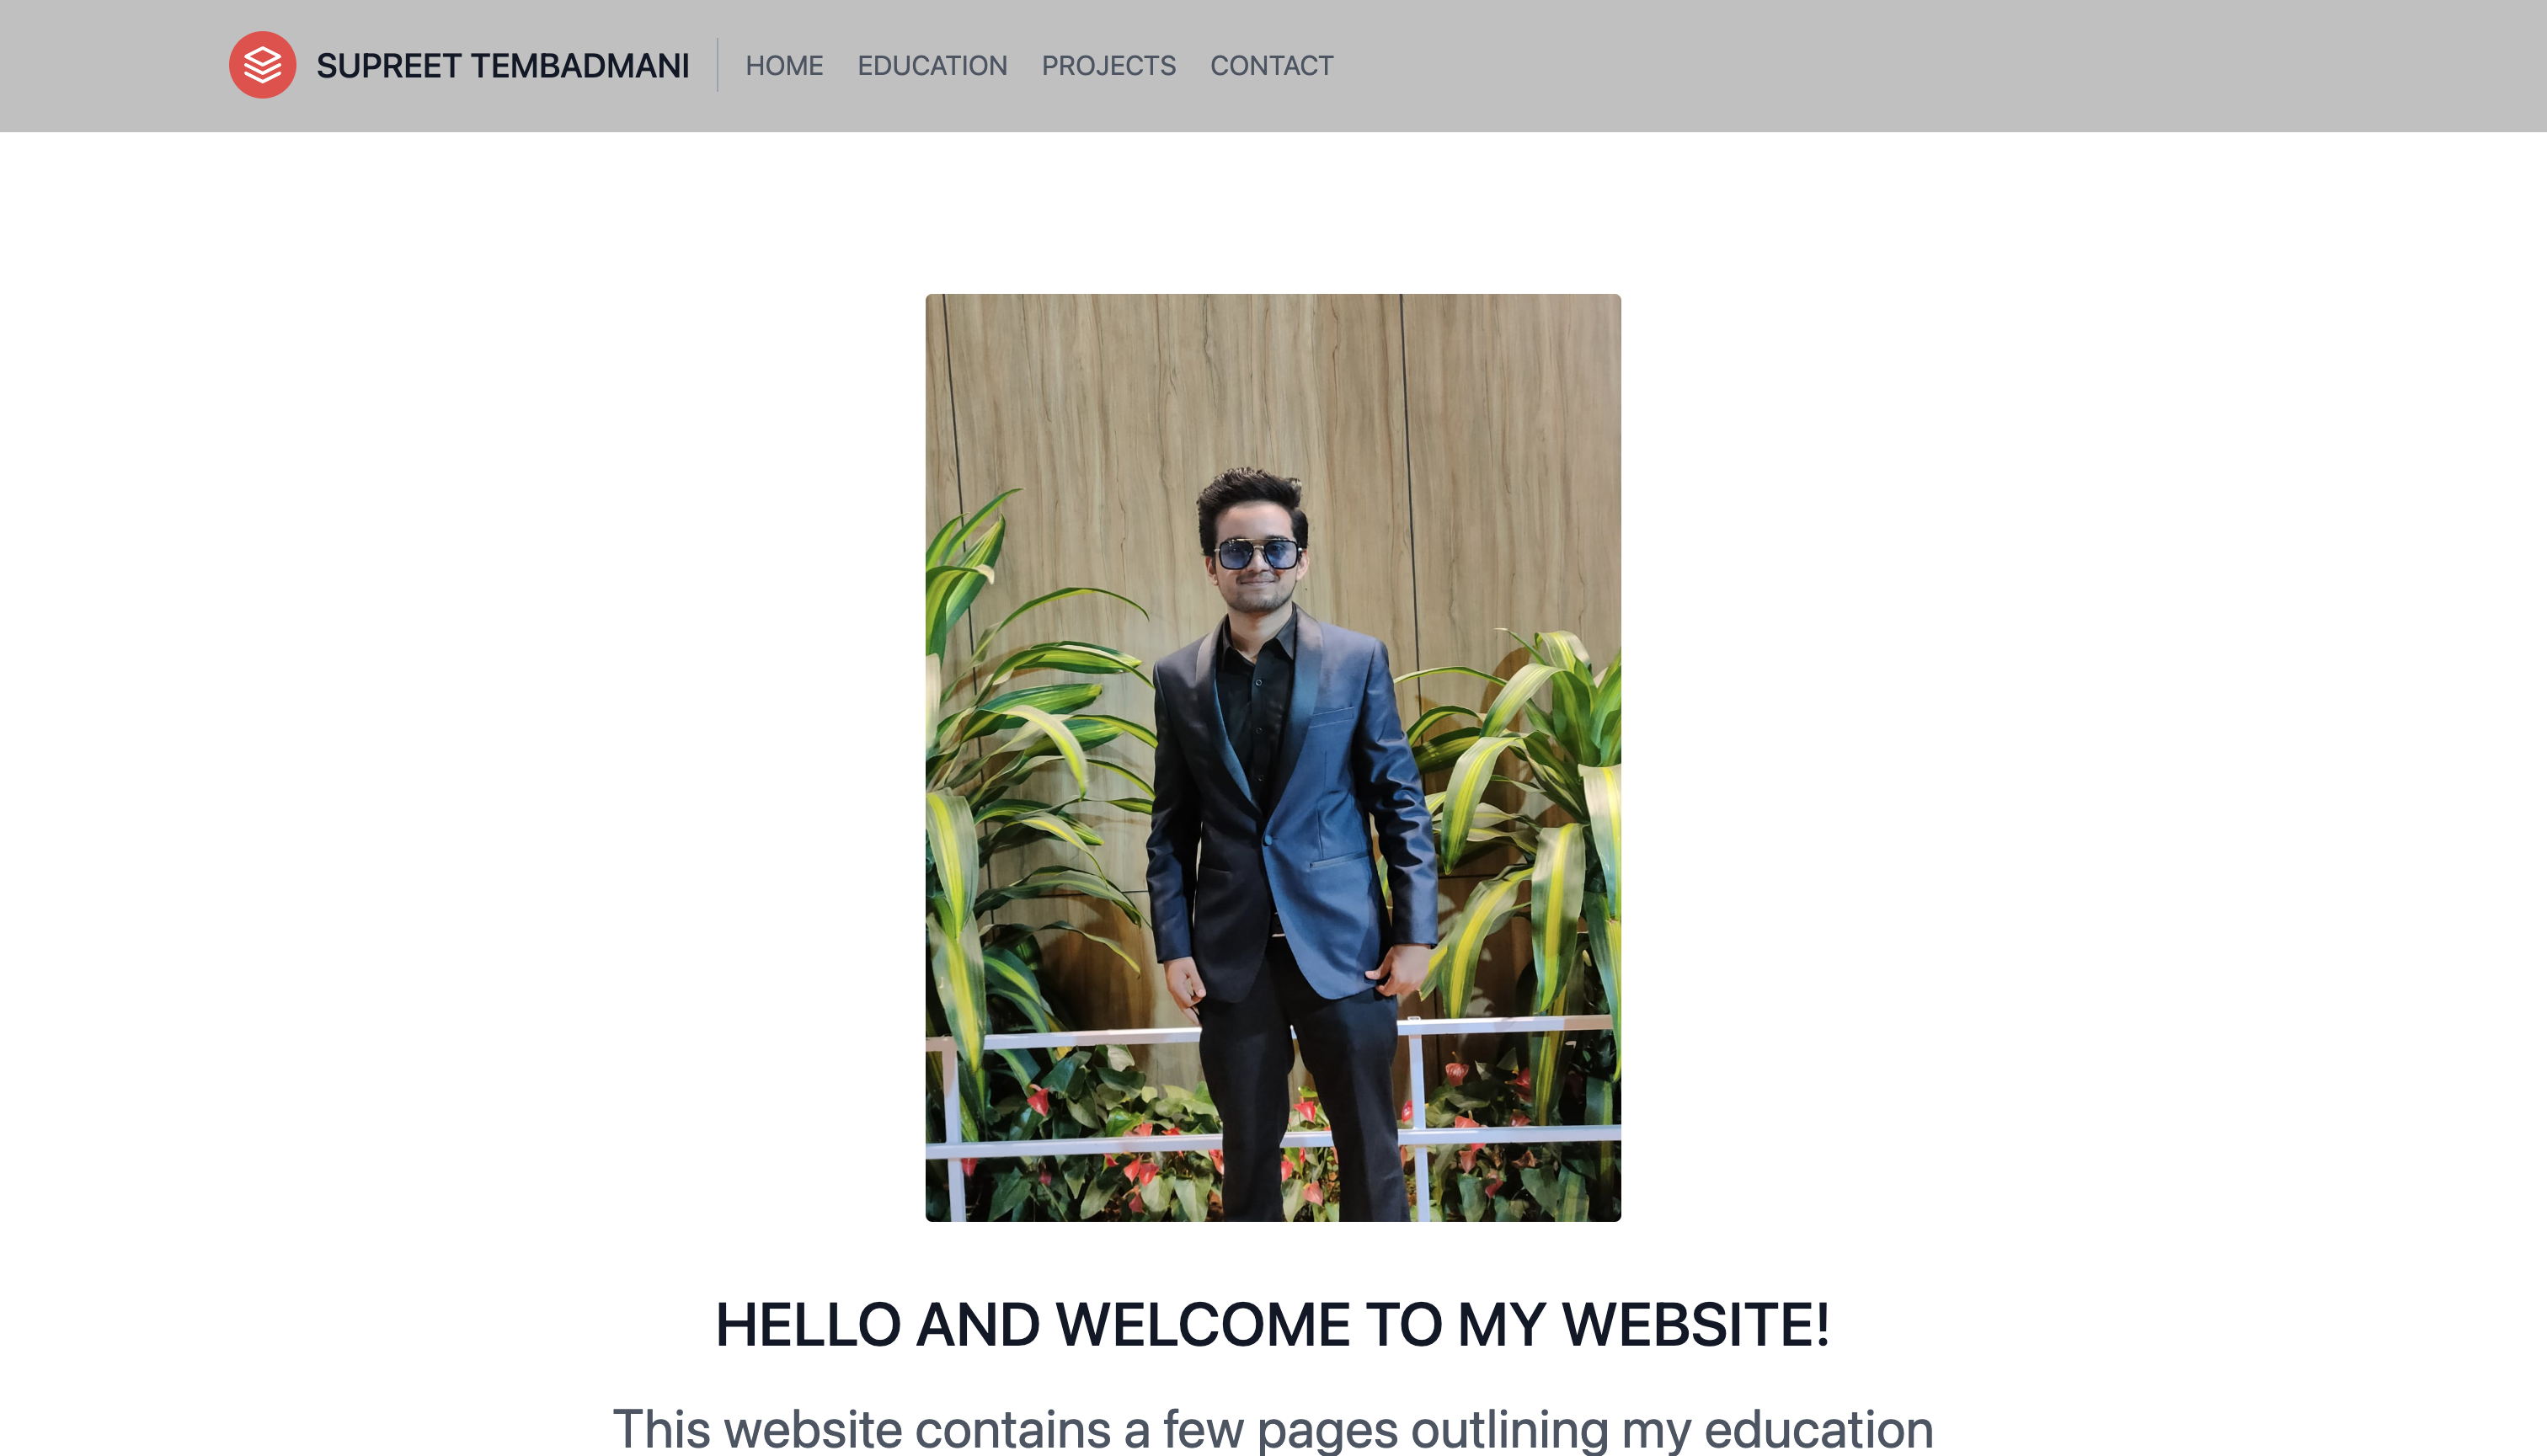 SUPREET TEMBADMANI HOME EDUCATION PROJECTS CONTACT
HELLO AND WELCOME TO MY WEBSITE!
This website contains a few pages outlining my education